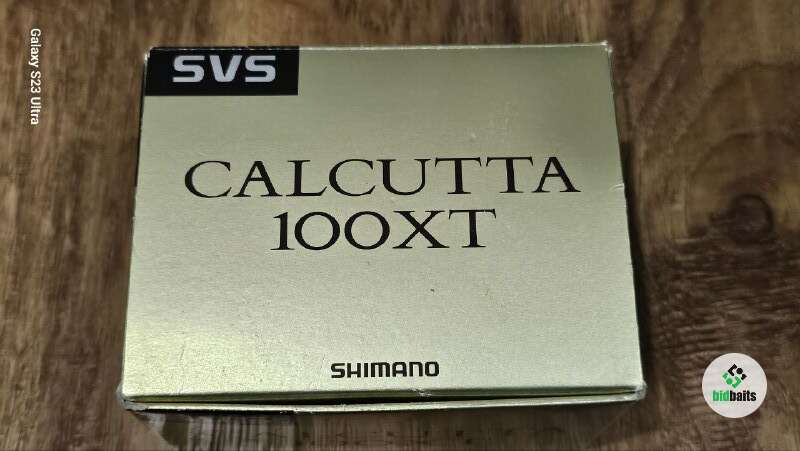 SVS
CALCUTTA
100XT
SHIMANO
Galaxy S23 Ultra
bidbaits